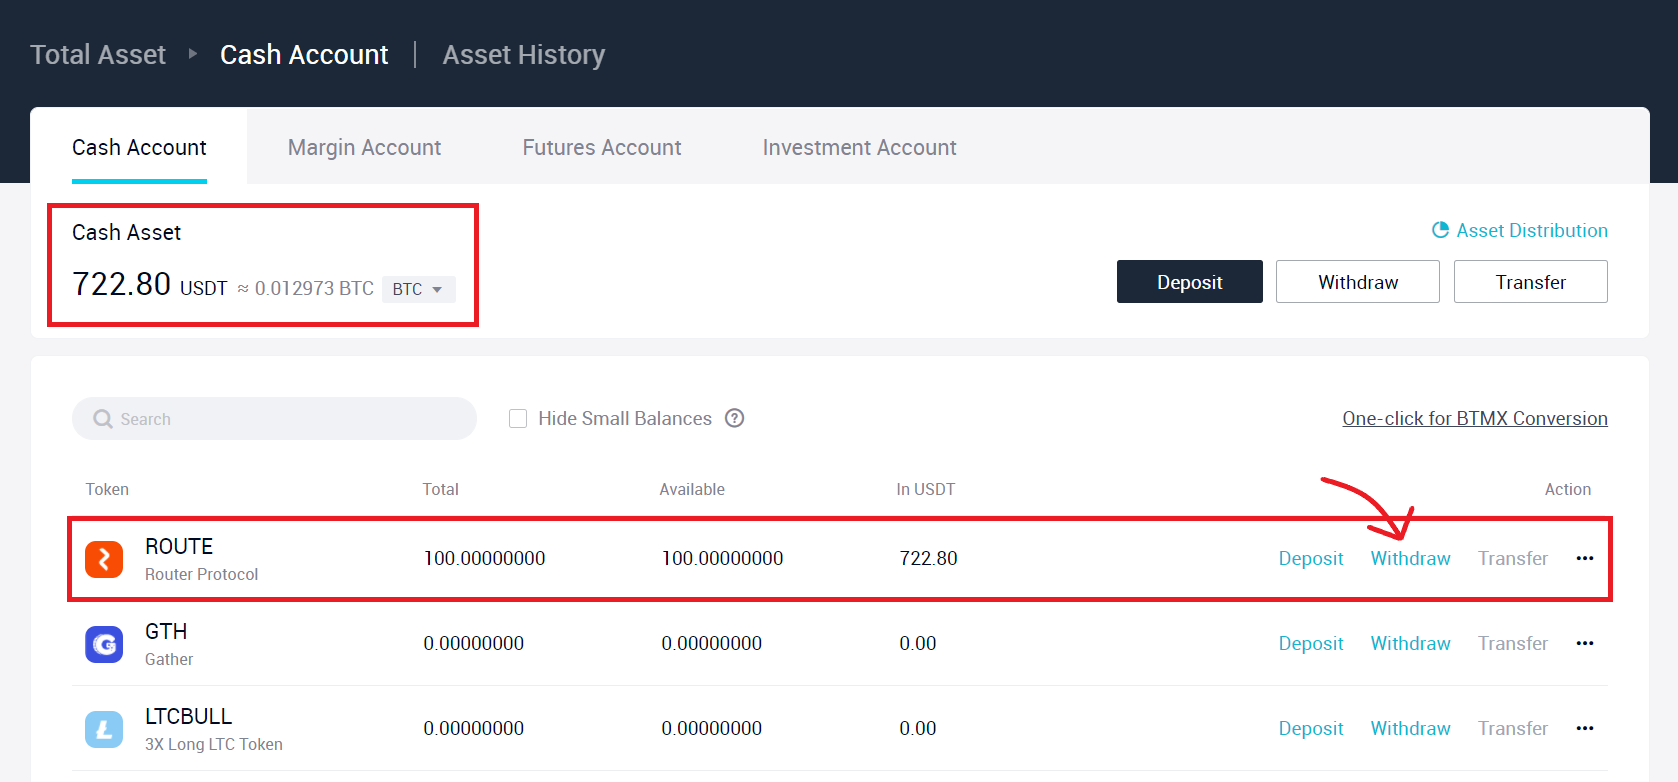 Total Asset Cash Account | Asset History
Cash Account Margin Account Futures Account Investment Account
Cash Asset
722.80 USDT ≈ 0.012973 BTC BTC
Asset Distribution
Deposit Withdraw Transfer
Search Hide Small Balances ? One-click for BTMX Conversion
Token Total Available In USDT Action
ROUTE
Router Protocol
100.00000000 100.00000000 722.80 Deposit Withdraw Transfer ...
GTH
Gather
0.00000000 0.00000000 0.00 Deposit Withdraw Transfer ...
LTCBULL
3X Long LTC Token
0.00000000 0.00000000 0.00 Deposit Withdraw Transfer ...